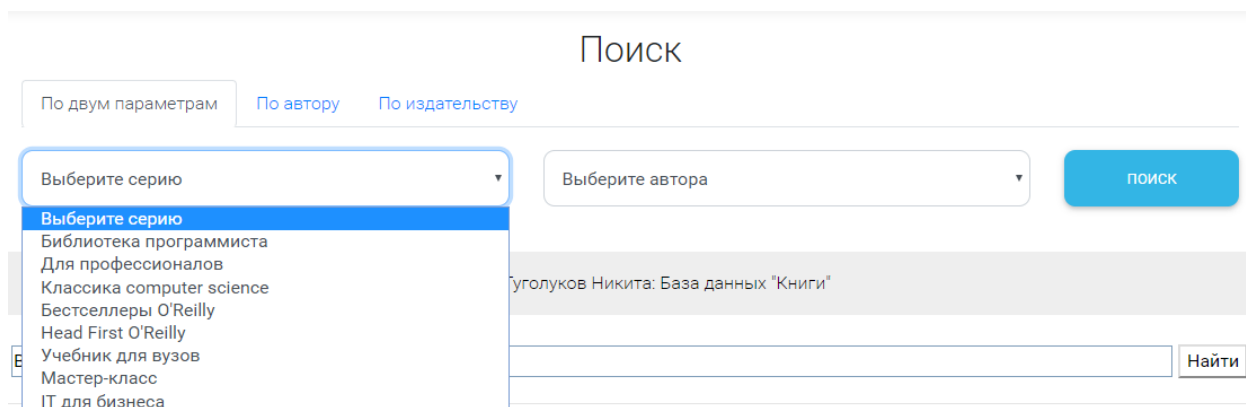 Поиск
По двум параметрам По автору По издательству
Выберите серию Выберите автора ПОИСК
Выберите серию
Библиотека программиста
Для профессионалов
Классика computer science
Бестселлеры O'Reilly
Head First O'Reilly
Учебник для вузов
Мастер-класс
IT для бизнеса
Гуголуков Никита: База данных "Книги"
Найти